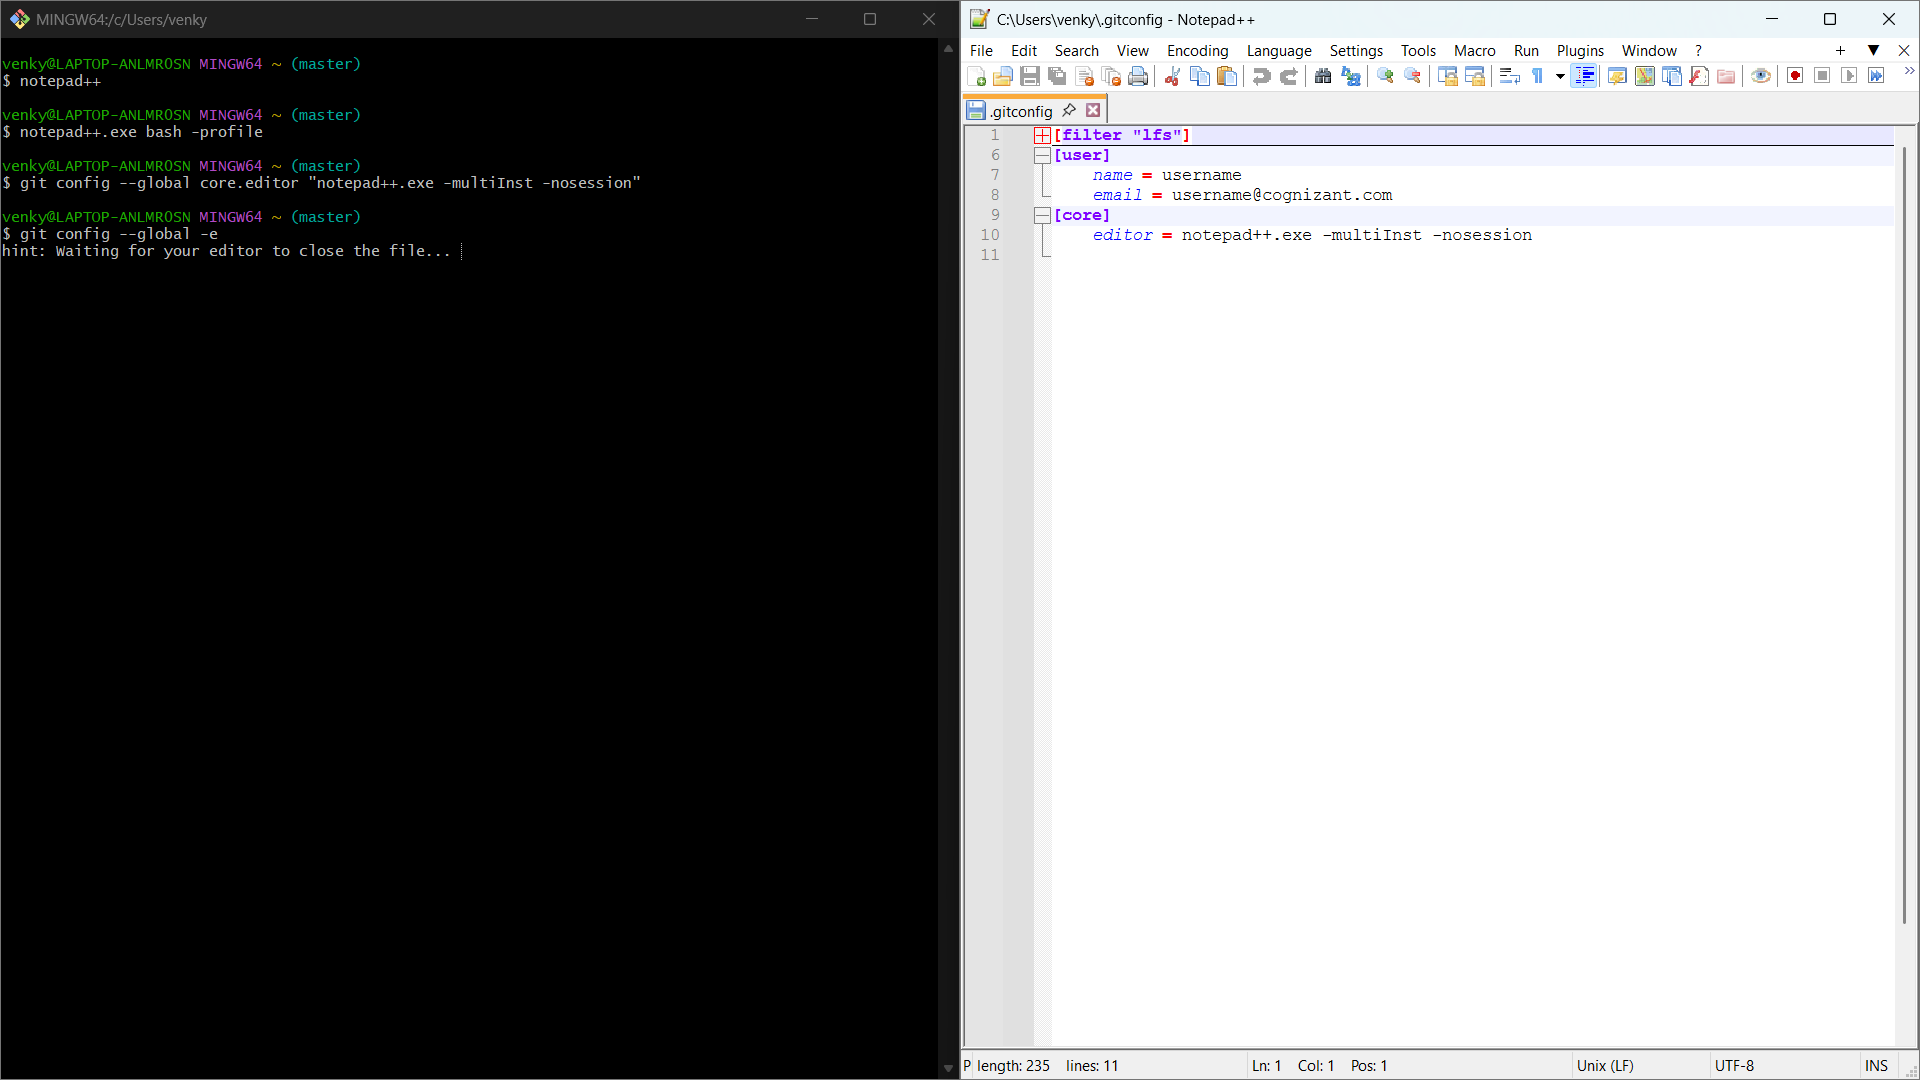 MINGW64:/c/Users/venky
venky@LAPTOP-ANLMROSN MINGW64 ~ (master)
$ notepad++
venky@LAPTOP-ANLMROSN MINGW64 ~ (master)
$ notepad++.exe bash -profile
venky@LAPTOP-ANLMROSN MINGW64 ~ (master)
$ git config --global core.editor "notepad++.exe -multiInst -nosession"
venky@LAPTOP-ANLMROSN MINGW64 ~ (master)
$ git config --global -e
hint: Waiting for your editor to close the file...
C:\Users\venky\.gitconfig - Notepad++
File Edit Search View Encoding Language Settings Tools Macro Run Plugins Window ?
.gitconfig
1 [filter "lfs"]
6 [user]
7 name = username
8 email = username@cognizant.com
9 [core]
10 editor = notepad++.exe -multiInst -nosession
11
P length: 235 lines: 11 Ln: 1 Col: 1 Pos: 1 Unix (LF) UTF-8 INS